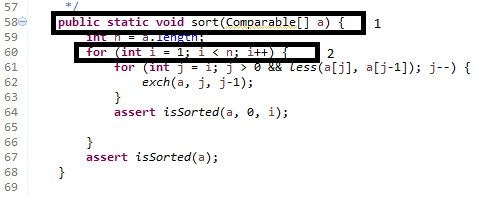 57 */
58 public static void sort(Comparable[] a) { 1
59 int n = a.length;
60 for (int i = 1; i < n; i++) { 2
61 for (int j = i; j > 0 && less(a[j], a[j-1]); j--) {
62 exch(a, j, j-1);
63 }
64 assert isSorted(a, 0, i);
65
66 }
67 assert isSorted(a);
68 }
69